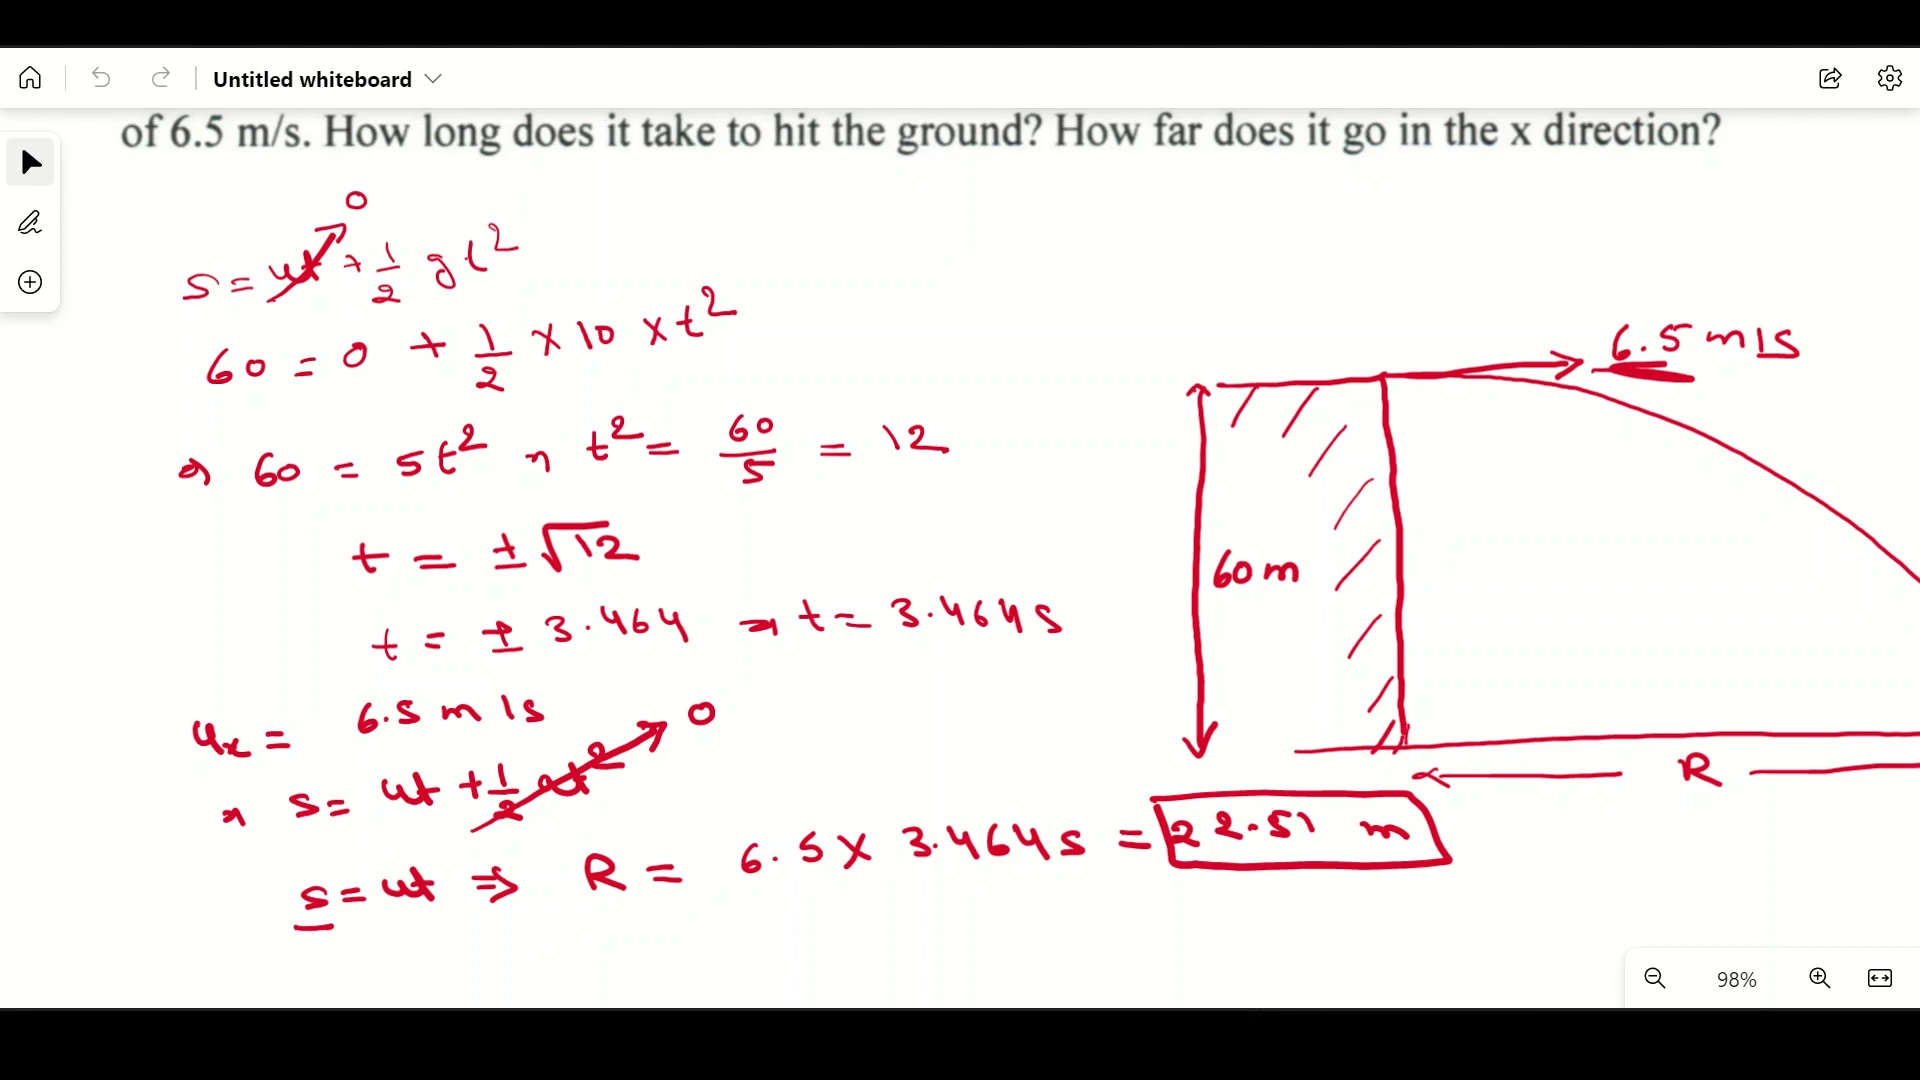 Untitled whiteboard
of 6.5 m/s. How long does it take to hit the ground? How far does it go in the x direction?
0
s = ut + 1/2 gt²
60 = 0 + 1/2 × 10 × t²
⇒ 60 = 5t² ⇒ t² = 60/5 = 12
t = ±√12
t = ± 3.464 ⇒ t = 3.464s
uₓ = 6.5 m/s
0
⇒ s = ut + 1/2 at²
s = ut ⇒ R = 6.5 × 3.464s = 22.51 m
6.5 m/s
60 m
R
98%